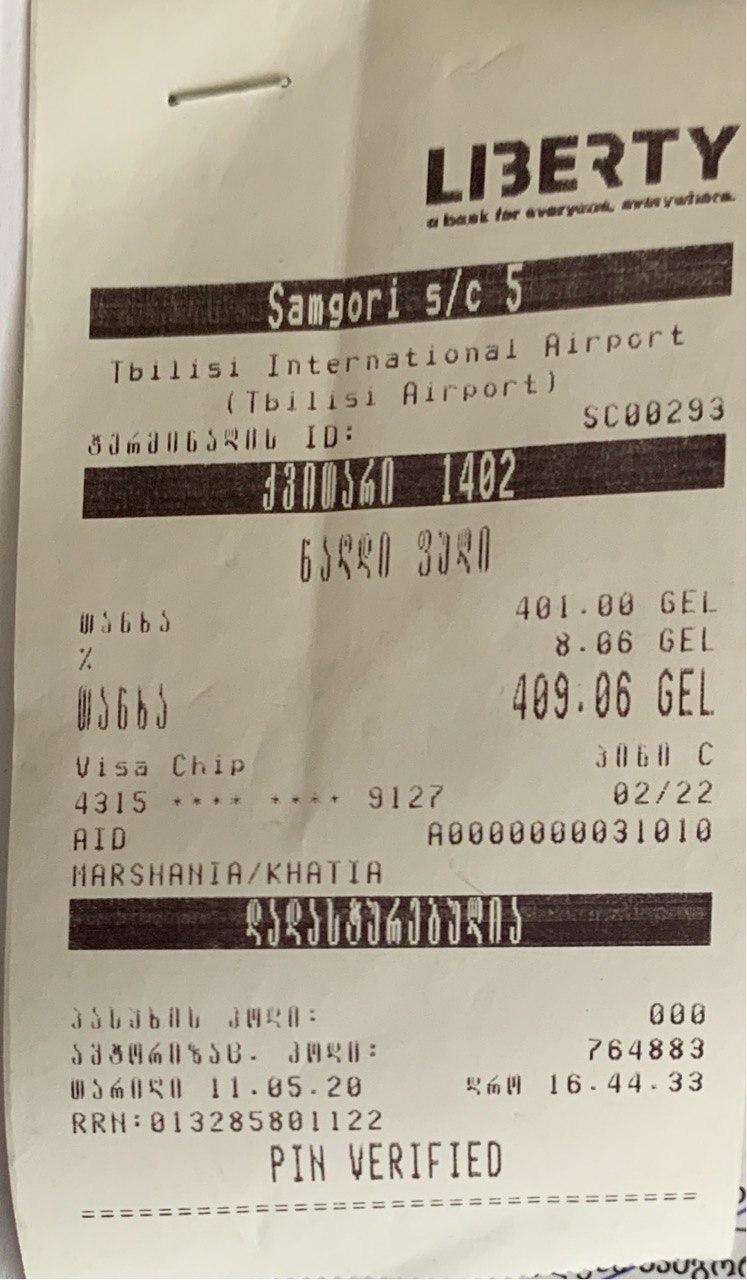 LIBERTY
a bank for everyone, everywhere.
Samgori s/c 5
Tbilisi International Airport
(Tbilisi Airport)
ტერმინალის ID: SC00293
ქვითარი 1402
ნაღდი ფული
თანხა 401.00 GEL
% 8.06 GEL
თანხა 409.06 GEL
Visa Chip ვიზი C
4315 **** **** 9127 02/22
AID A0000000031010
MARSHANIA/KHATIA
დადასტურებულია
პასუხის კოდი: 000
ავტორიზაც. კოდი: 764883
თარიღი 11.05.20 დრო 16.44.33
RRN:013285801122
PIN VERIFIED
================================